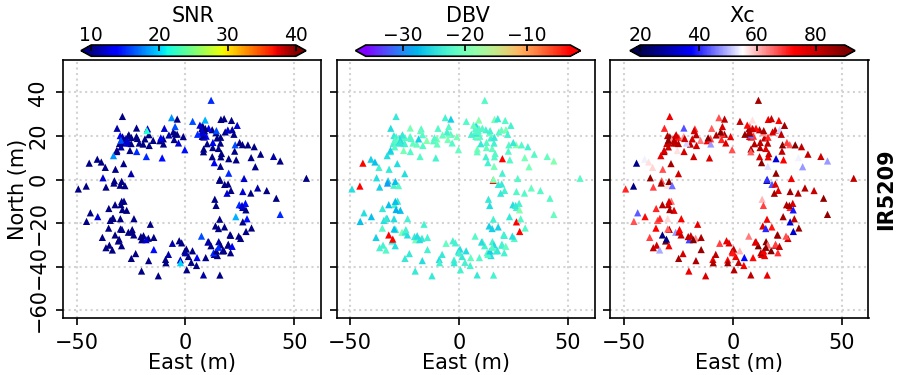 SNR DBV Xc
10 20 30 40 −30 −20 −10 20 40 60 80
40
20
0
−20
−40
−60
North (m)
IR5209
−50 0 50 −50 0 50 −50 0 50
East (m) East (m) East (m)